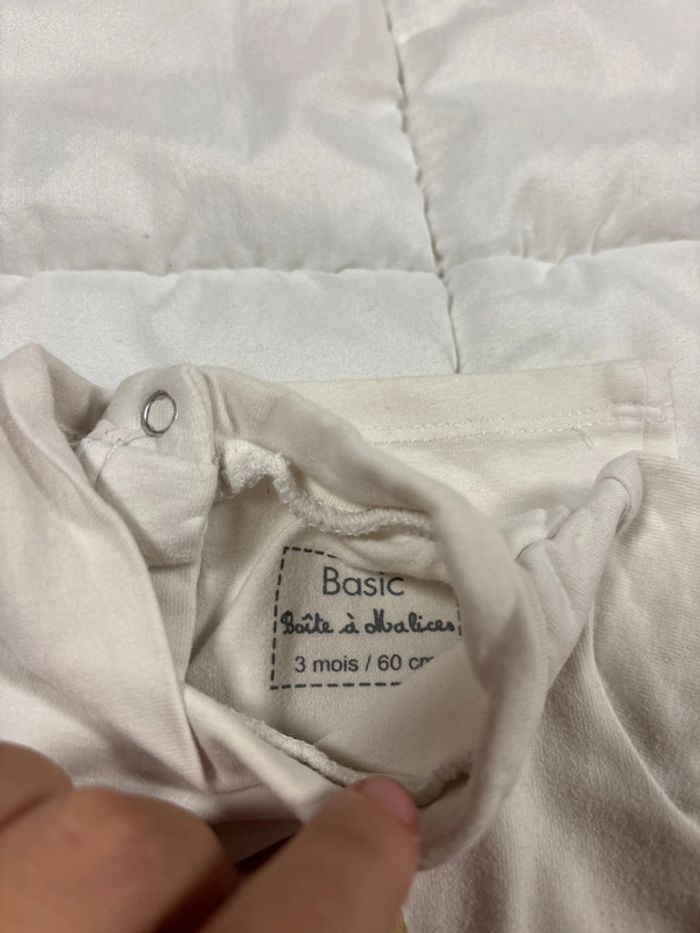 Basic
Boîte à Malices
3 mois / 60 cm